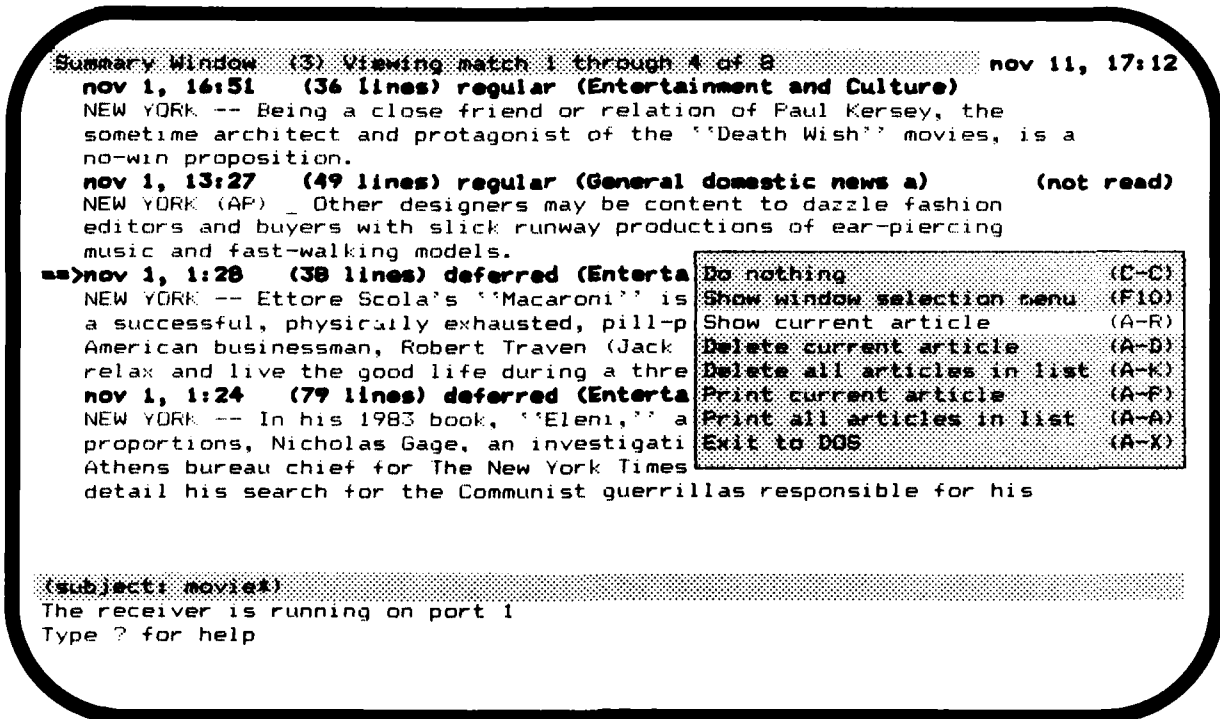 Summary Window (3) Viewing match 1 through 4 of 8 nov 11, 17:12
nov 1, 16:51 (36 lines) regular (Entertainment and Culture)
NEW YORK -- Being a close friend or relation of Paul Kersey, the
sometime architect and protagonist of the ``Death Wish'' movies, is a
no-win proposition.
nov 1, 13:27 (49 lines) regular (General domestic news a) (not read)
NEW YORK (AP) _ Other designers may be content to dazzle fashion
editors and buyers with slick runway productions of ear-piercing
music and fast-walking models.
==>nov 1, 1:28 (38 lines) deferred (Enterta
NEW YORK -- Ettore Scola's ``Macaroni'' is
a successful, physically exhausted, pill-p
American businessman, Robert Traven (Jack
relax and live the good life during a thre
nov 1, 1:24 (79 lines) deferred (Enterta
NEW YORK -- In his 1983 book, ``Eleni,'' a
proportions, Nicholas Gage, an investigati
Athens bureau chief for The New York Times
detail his search for the Communist guerrillas responsible for his
Do nothing (C-C)
Show window selection menu (F10)
Show current article (A-R)
Delete current article (A-D)
Delete all articles in list (A-K)
Print current article (A-P)
Print all articles in list (A-A)
Exit to DOS (A-X)
(subject: movie*)
The receiver is running on port 1
Type ? for help